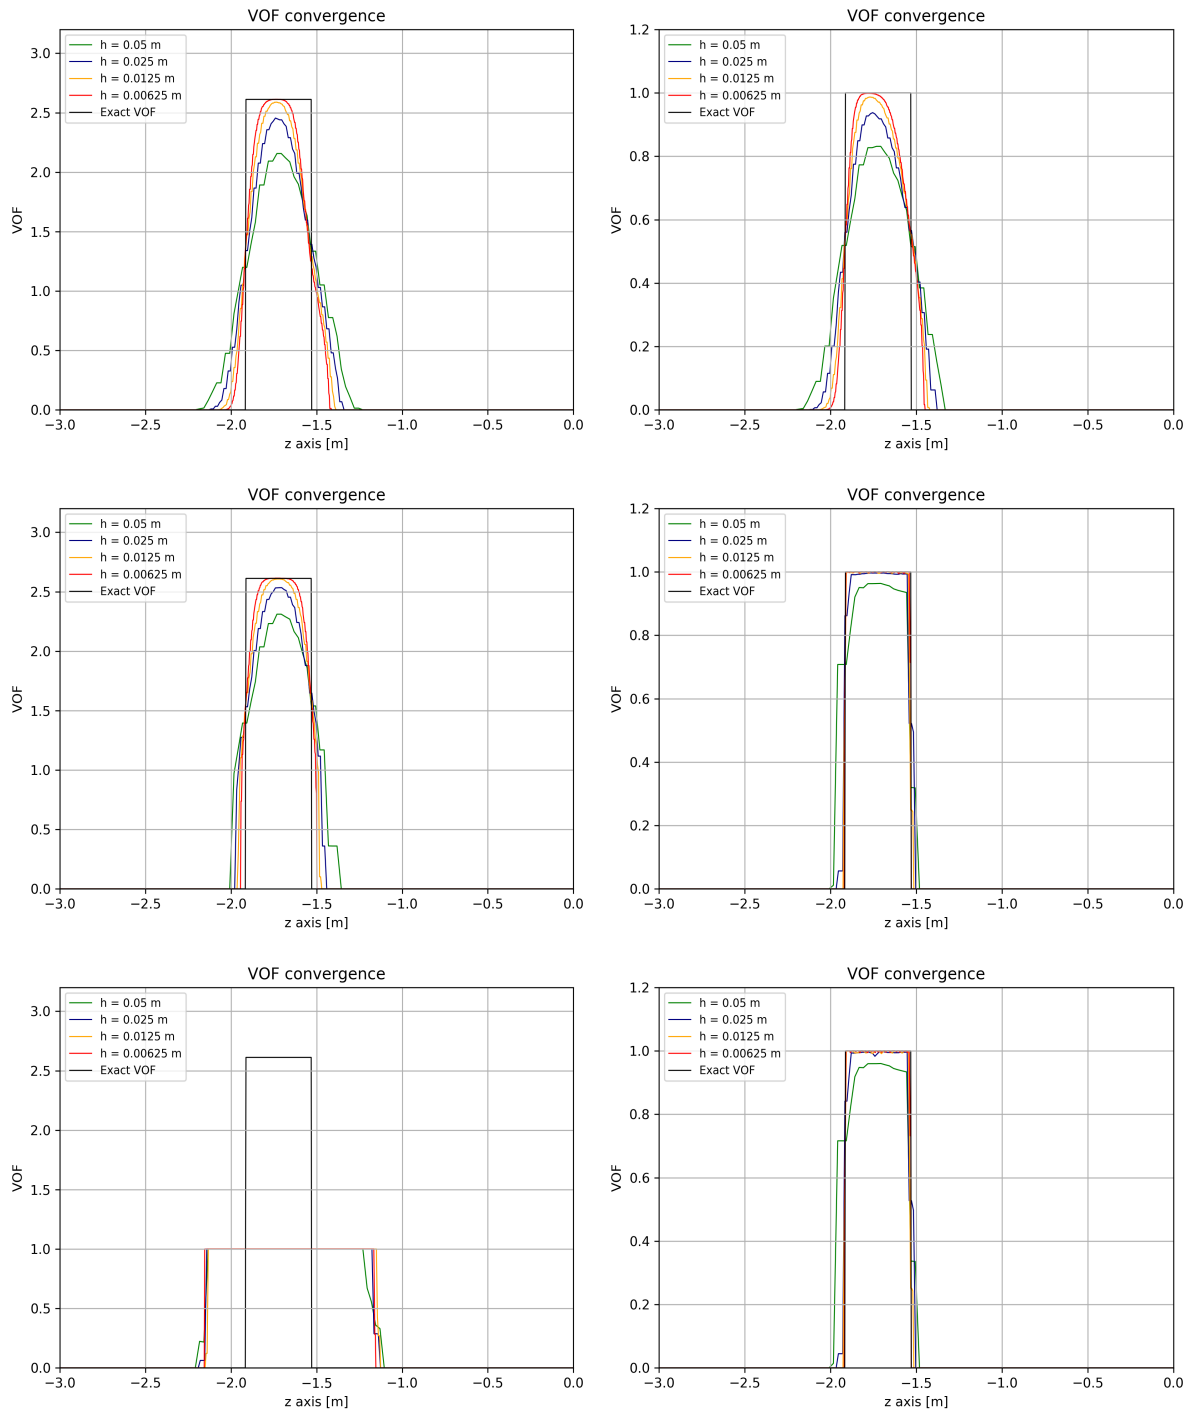 VOF convergence
h = 0.05 m
h = 0.025 m
h = 0.0125 m
h = 0.00625 m
Exact VOF
VOF
3.0
2.5
2.0
1.5
1.0
0.5
0.0
−3.0 −2.5 −2.0 −1.5 −1.0 −0.5 0.0
z axis [m]
VOF convergence
h = 0.05 m
h = 0.025 m
h = 0.0125 m
h = 0.00625 m
Exact VOF
VOF
1.2
1.0
0.8
0.6
0.4
0.2
0.0
−3.0 −2.5 −2.0 −1.5 −1.0 −0.5 0.0
z axis [m]
VOF convergence
h = 0.05 m
h = 0.025 m
h = 0.0125 m
h = 0.00625 m
Exact VOF
VOF
3.0
2.5
2.0
1.5
1.0
0.5
0.0
−3.0 −2.5 −2.0 −1.5 −1.0 −0.5 0.0
z axis [m]
VOF convergence
h = 0.05 m
h = 0.025 m
h = 0.0125 m
h = 0.00625 m
Exact VOF
VOF
1.2
1.0
0.8
0.6
0.4
0.2
0.0
−3.0 −2.5 −2.0 −1.5 −1.0 −0.5 0.0
z axis [m]
VOF convergence
h = 0.05 m
h = 0.025 m
h = 0.0125 m
h = 0.00625 m
Exact VOF
VOF
3.0
2.5
2.0
1.5
1.0
0.5
0.0
−3.0 −2.5 −2.0 −1.5 −1.0 −0.5 0.0
z axis [m]
VOF convergence
h = 0.05 m
h = 0.025 m
h = 0.0125 m
h = 0.00625 m
Exact VOF
VOF
1.2
1.0
0.8
0.6
0.4
0.2
0.0
−3.0 −2.5 −2.0 −1.5 −1.0 −0.5 0.0
z axis [m]